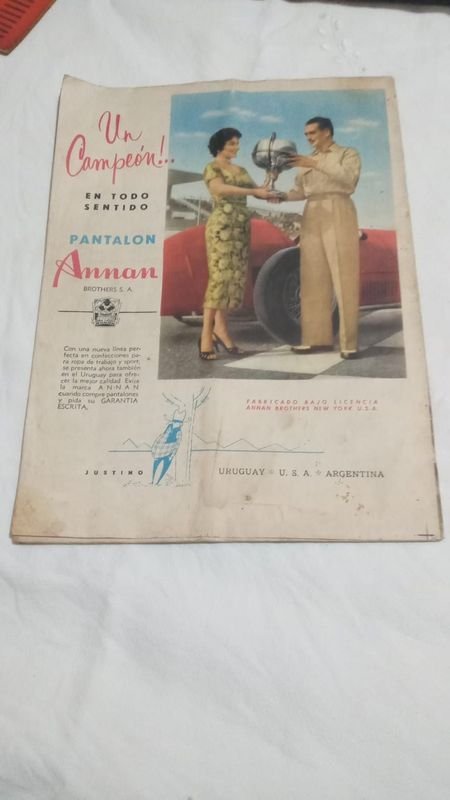 Un
Campeón!..
EN TODO
SENTIDO
PANTALON
Annan
BROTHERS S. A.
Con una nueva línea per-
fecta en confecciones pa-
ra ropa de trabajo y sport,
se presenta ahora también
en el Uruguay para ofre-
cer la mejor calidad. Exija
la marca A-N-N-A-N
cuando compre pantalones
y pida su GARANTIA
ESCRITA.
FABRICADO BAJO LICENCIA
ANNAN BROTHERS NEW YORK U.S.A.
JUSTINO
URUGUAY ☆ U. S. A. ☆ ARGENTINA